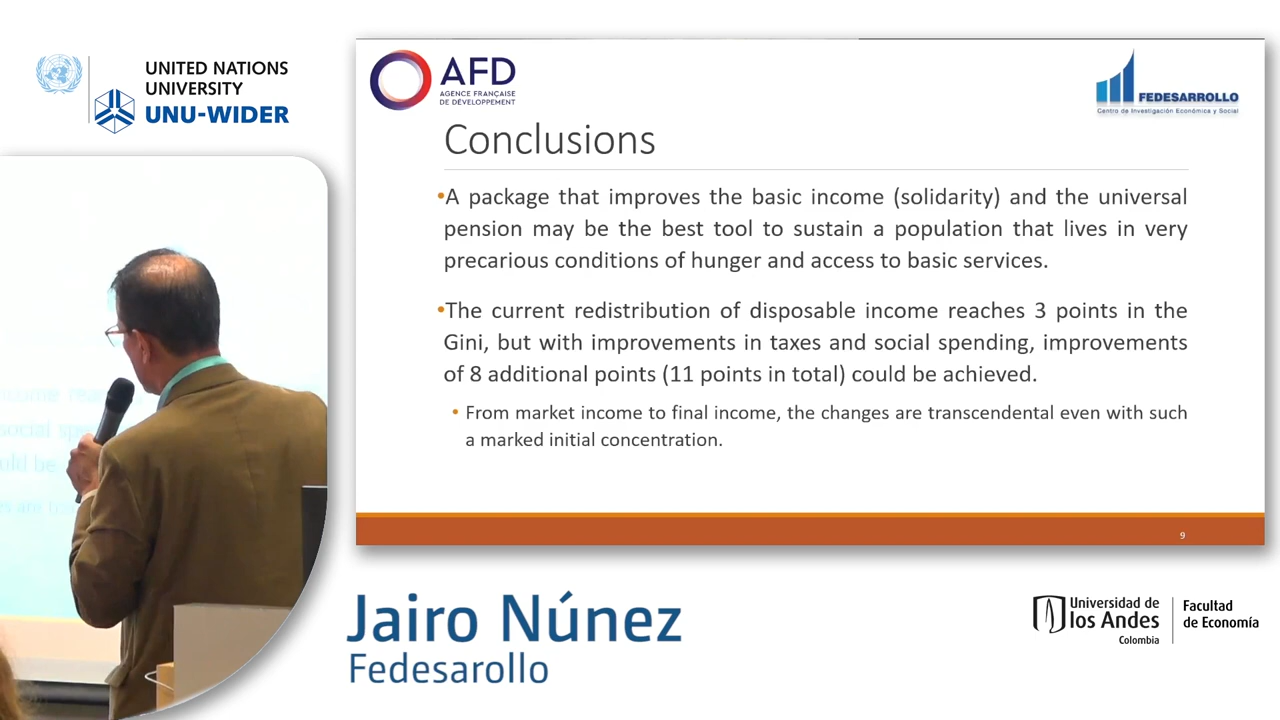 UNITED NATIONS
UNIVERSITY
UNU-WIDER
AFD
AGENCE FRANÇAISE
DE DÉVELOPPEMENT
FEDESARROLLO
Centro de Investigación Económica y Social
Conclusions
•A package that improves the basic income (solidarity) and the universal
pension may be the best tool to sustain a population that lives in very
precarious conditions of hunger and access to basic services.
•The current redistribution of disposable income reaches 3 points in the
Gini, but with improvements in taxes and social spending, improvements
of 8 additional points (11 points in total) could be achieved.
• From market income to final income, the changes are transcendental even with such
a marked initial concentration.
9
Jairo Núnez
Fedesarollo
Universidad de
los Andes
Colombia
Facultad
de Economía